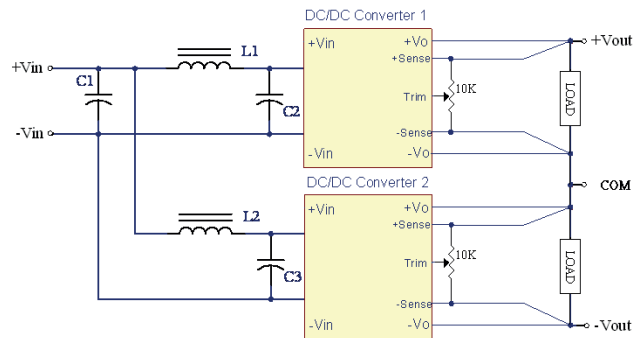 DC/DC Converter 1
+Vin
-Vin
C1
L1
C2
+Vin
-Vin
+Vo
+Sense
Trim
-Sense
-Vo
10K
LOAD
+Vout
COM
DC/DC Converter 2
L2
C3
+Vin
-Vin
+Vo
+Sense
Trim
-Sense
-Vo
10K
LOAD
-Vout